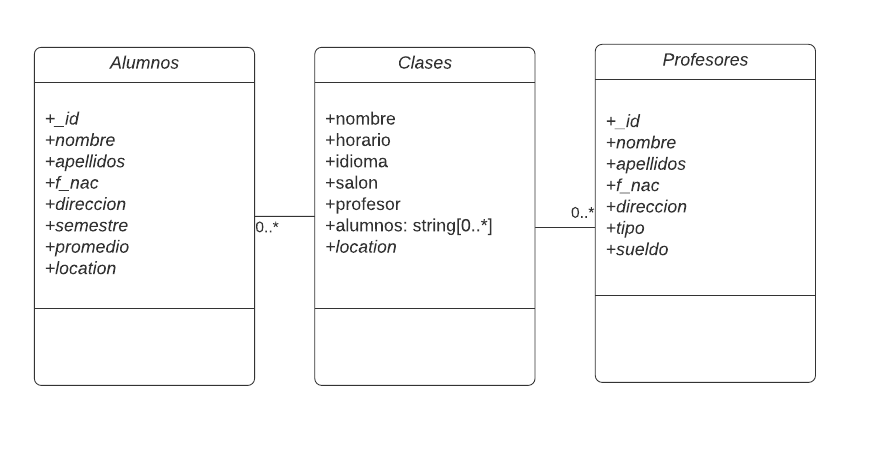 Alumnos
+_id
+nombre
+apellidos
+f_nac
+direccion
+semestre
+promedio
+location
0..*
Clases
+nombre
+horario
+idioma
+salon
+profesor
+alumnos: string[0..*]
+location
0..*
Profesores
+_id
+nombre
+apellidos
+f_nac
+direccion
+tipo
+sueldo